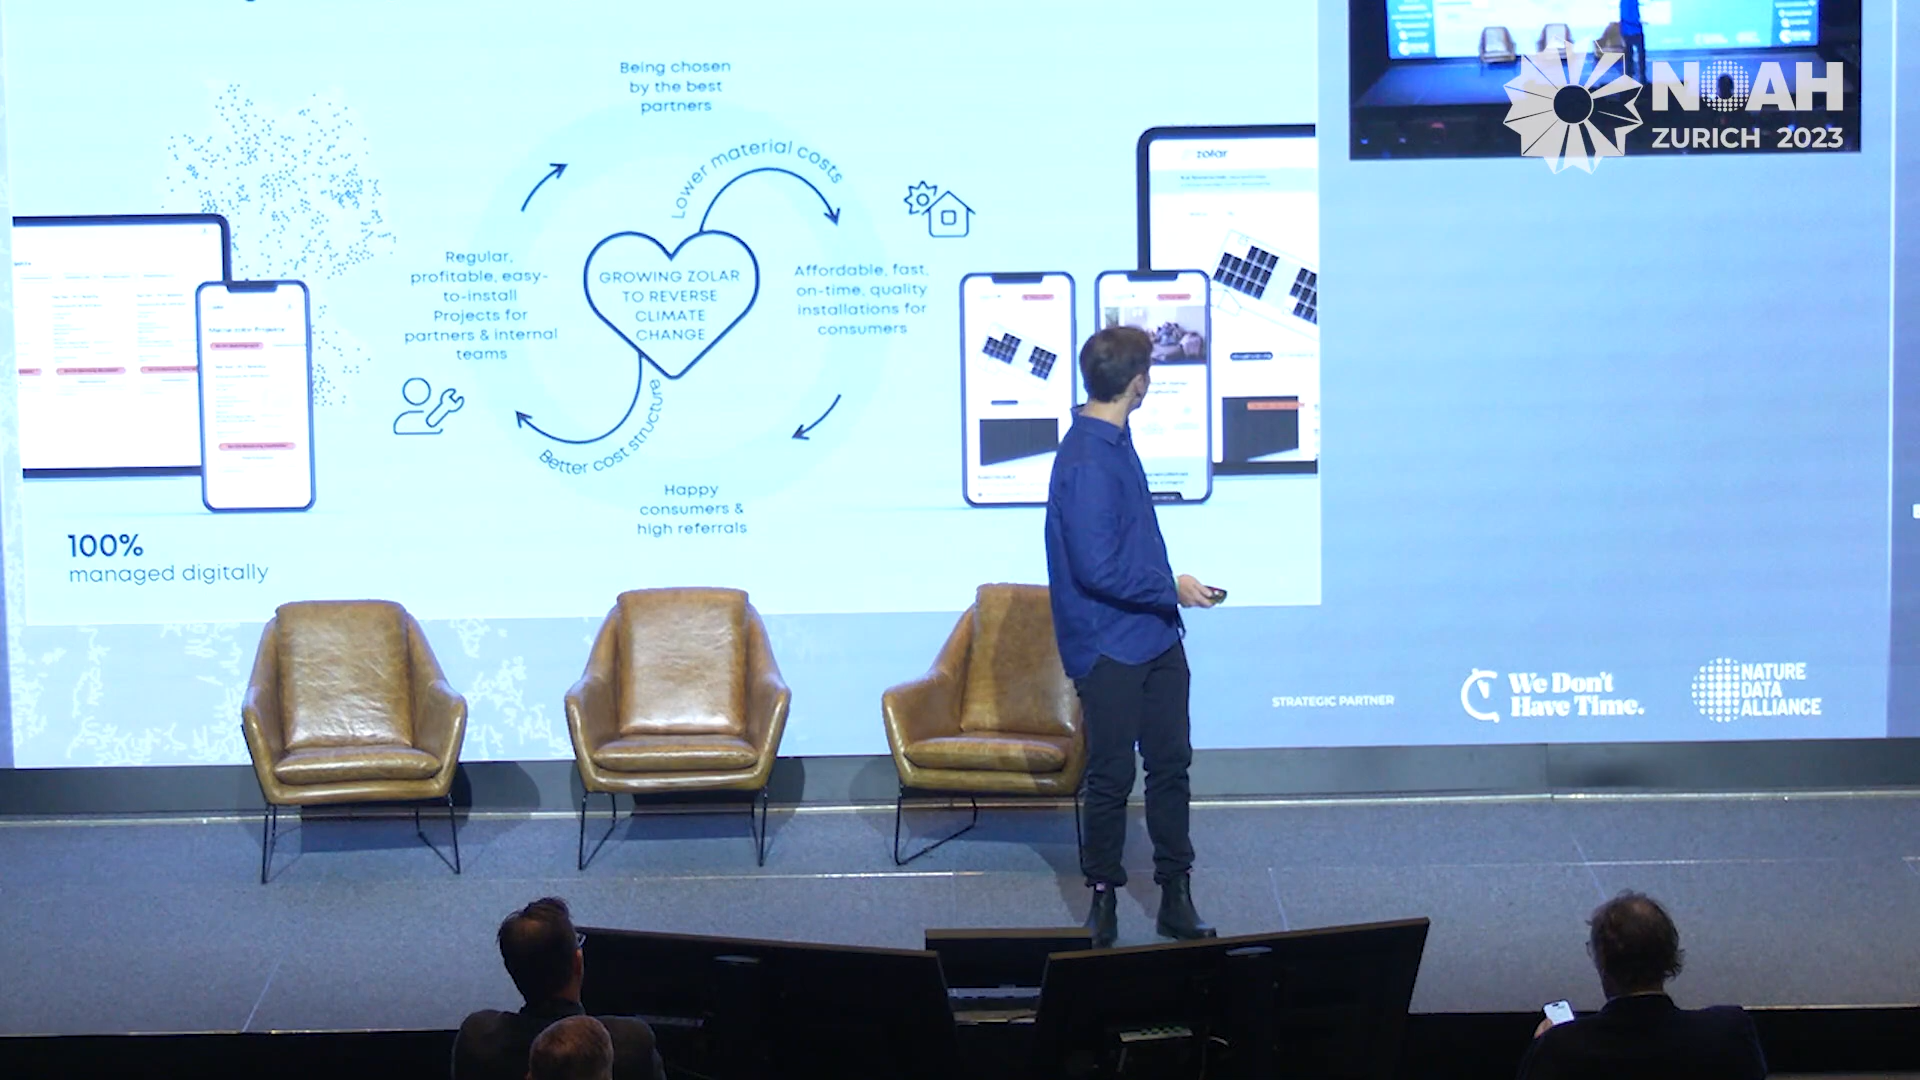 NOAH
ZURICH 2023
Being chosen
by the best
partners
Lower material costs
zolar
Regular,
profitable, easy-
to-install
Projects for
partners & internal
teams
GROWING ZOLAR
TO REVERSE
CLIMATE
CHANGE
Affordable, fast,
on-time, quality
installations for
consumers
Better cost structure
Happy
consumers &
high referrals
100%
managed digitally
STRATEGIC PARTNER
We Don't
Have Time.
NATURE
DATA
ALLIANCE